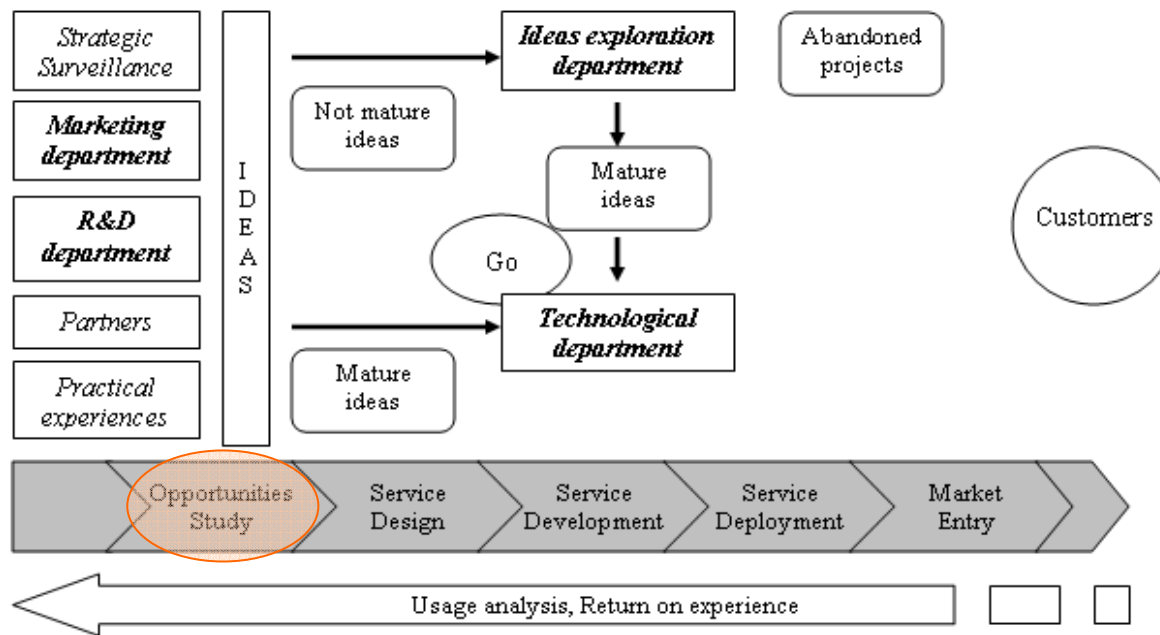 Strategic
Surveillance
Marketing
department
R&D
department
Partners
Practical
experiences
I
D
E
A
S
Not mature
ideas
Mature
ideas
Ideas exploration
department
Mature
ideas
Go
Technological
department
Abandoned
projects
Customers
Opportunities
Study
Service
Design
Service
Development
Service
Deployment
Market
Entry
Usage analysis, Return on experience